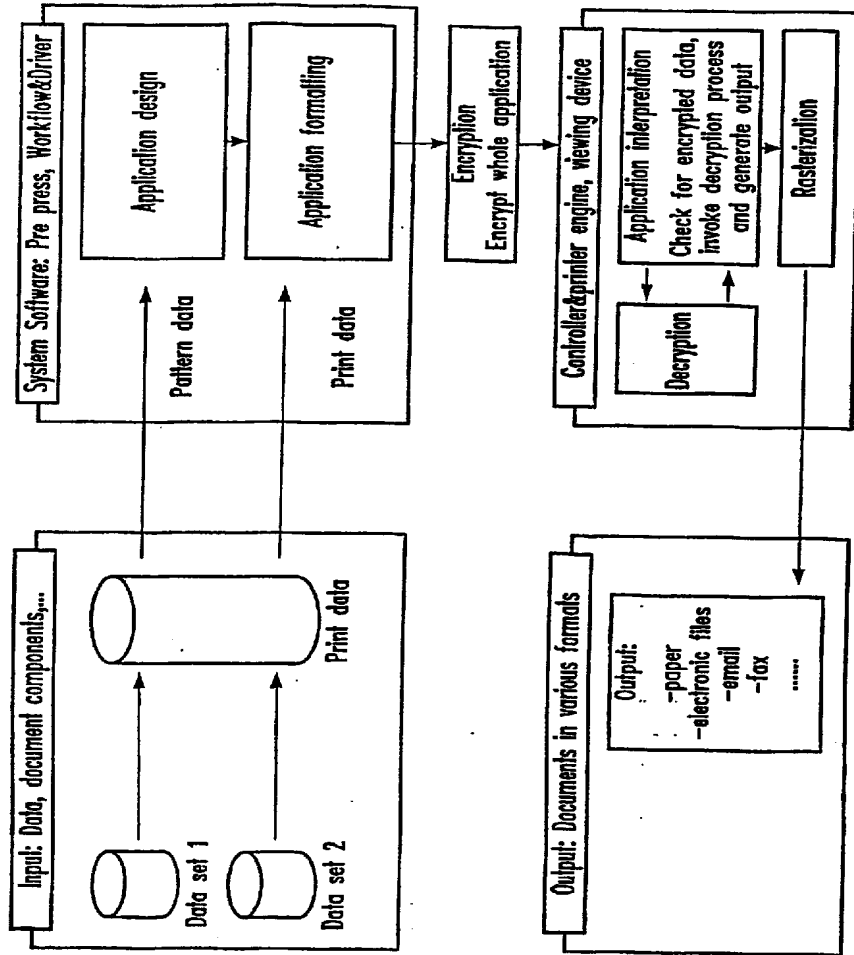 Input: Data, document components,...
Data set 1
Data set 2
Print data
System Software: Pre press, Workflow&Driver
Pattern data
Application design
Print data
Application formatting
Encryption
Encrypt whole application
Controller&prinier engine, viewing device
Decryption
Application interpretation
Check for encrypted data,
invoke decryption process
and generate output
Rasterization
Output: Documents in various formats
Output:
-paper
-electronic files
-email
-fax
......